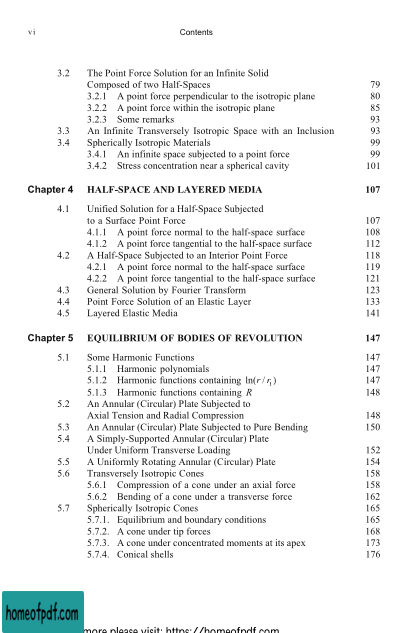 vi Contents
3.2 The Point Force Solution for an Infinite Solid
Composed of two Half-Spaces 79
3.2.1 A point force perpendicular to the isotropic plane 80
3.2.2 A point force within the isotropic plane 85
3.2.3 Some remarks 93
3.3 An Infinite Transversely Isotropic Space with an Inclusion 93
3.4 Spherically Isotropic Materials 99
3.4.1 An infinite space subjected to a point force 99
3.4.2 Stress concentration near a spherical cavity 101
Chapter 4 HALF-SPACE AND LAYERED MEDIA 107
4.1 Unified Solution for a Half-Space Subjected
to a Surface Point Force 107
4.1.1 A point force normal to the half-space surface 108
4.1.2 A point force tangential to the half-space surface 112
4.2 A Half-Space Subjected to an Interior Point Force 118
4.2.1 A point force normal to the half-space surface 119
4.2.2 A point force tangential to the half-space surface 121
4.3 General Solution by Fourier Transform 123
4.4 Point Force Solution of an Elastic Layer 133
4.5 Layered Elastic Media 141
Chapter 5 EQUILIBRIUM OF BODIES OF REVOLUTION 147
5.1 Some Harmonic Functions 147
5.1.1 Harmonic polynomials 147
5.1.2 Harmonic functions containing ln(r/r₁) 147
5.1.3 Harmonic functions containing R 148
5.2 An Annular (Circular) Plate Subjected to
Axial Tension and Radial Compression 148
5.3 An Annular (Circular) Plate Subjected to Pure Bending 150
5.4 A Simply-Supported Annular (Circular) Plate
Under Uniform Transverse Loading 152
5.5 A Uniformly Rotating Annular (Circular) Plate 154
5.6 Transversely Isotropic Cones 158
5.6.1 Compression of a cone under an axial force 158
5.6.2 Bending of a cone under a transverse force 162
5.7 Spherically Isotropic Cones 165
5.7.1. Equilibrium and boundary conditions 165
5.7.2. A cone under tip forces 168
5.7.3. A cone under concentrated moments at its apex 173
5.7.4. Conical shells 176
homeofpdf.com
more please visit: https://homeofpdf.com